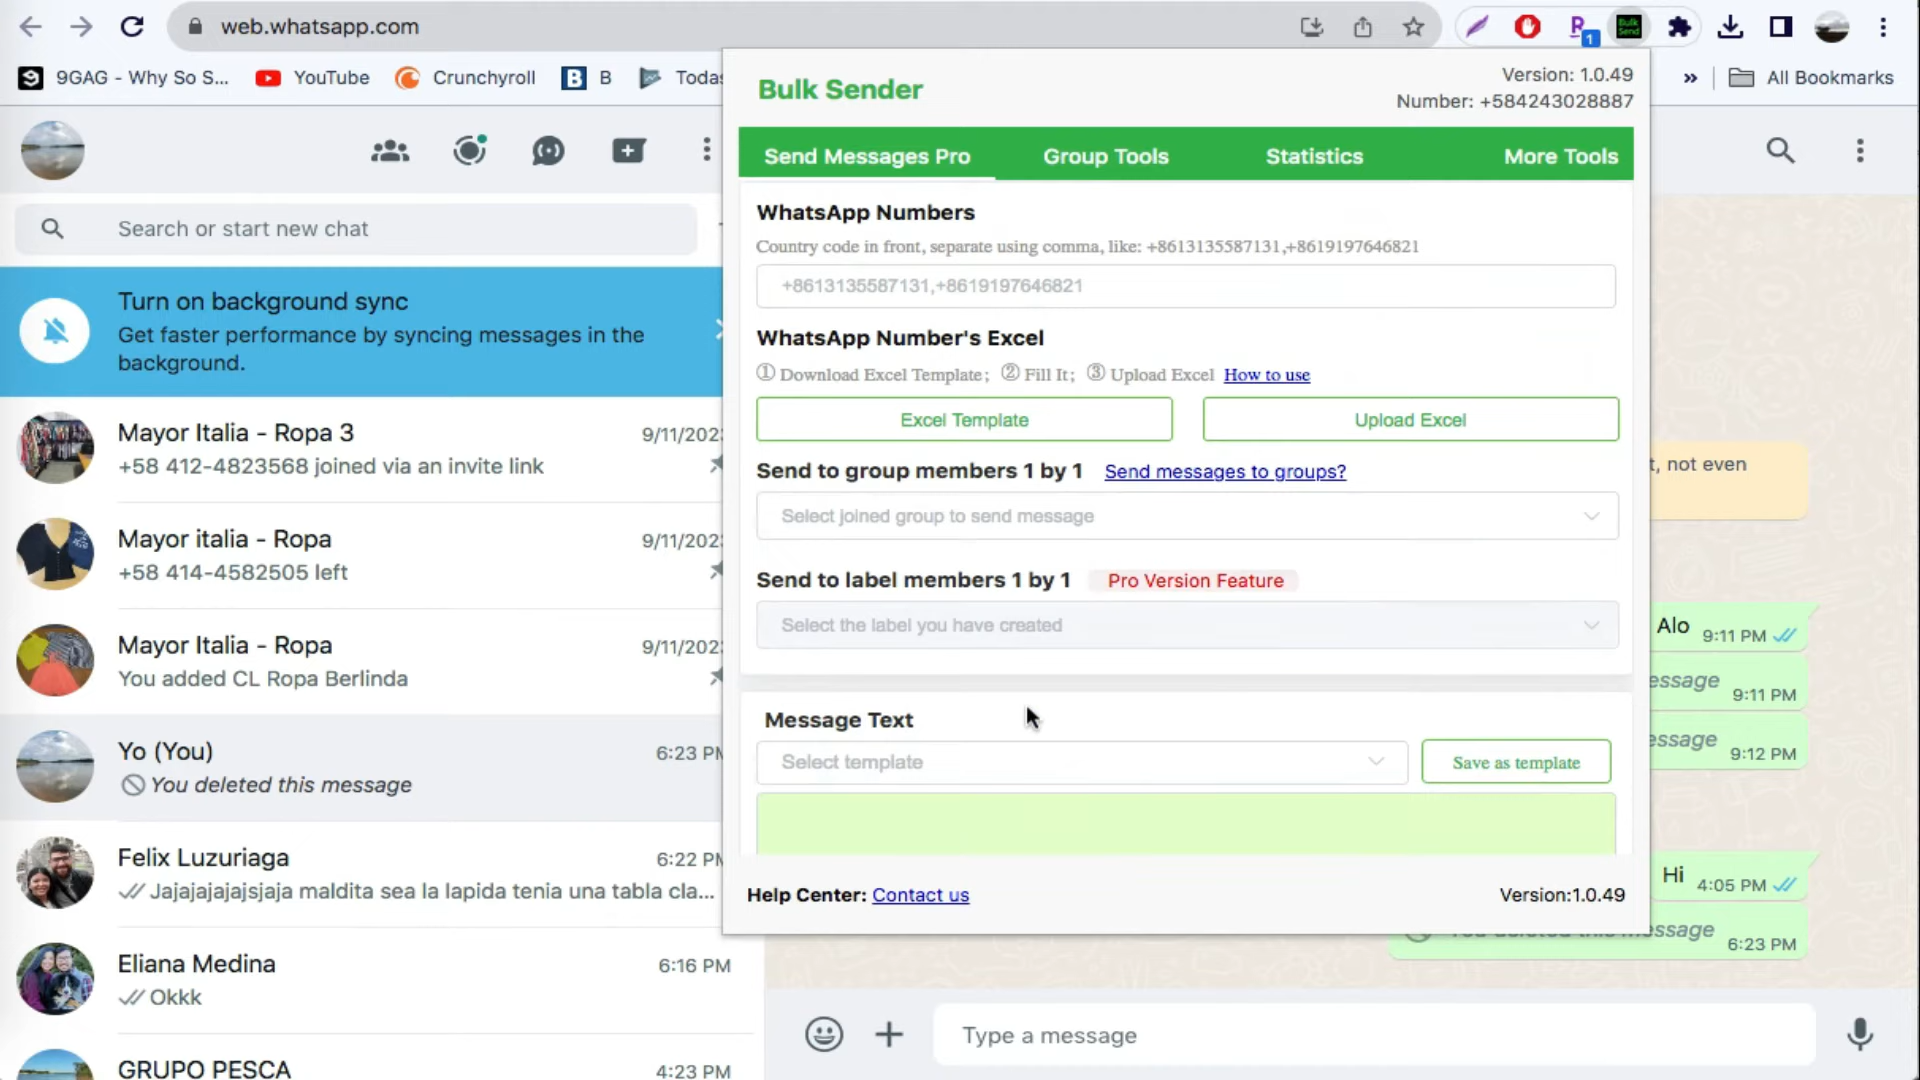 web.whatsapp.com
9GAG - Why So S...
YouTube
Crunchyroll
B
Todas
»
All Bookmarks
1
Bulk Send
Search or start new chat
Turn on background sync
Get faster performance by syncing messages in the
background.
Mayor Italia - Ropa 3
9/11/202
+58 412-4823568 joined via an invite link
Mayor italia - Ropa
9/11/202
+58 414-4582505 left
Mayor Italia - Ropa
9/11/202
You added CL Ropa Berlinda
Yo (You)
6:23 PM
You deleted this message
Felix Luzuriaga
6:22 PM
Jajajajajajsjaja maldita sea la lapida tenia una tabla cla...
Eliana Medina
6:16 PM
Okkk
GRUPO PESCA
4:23 PM
Bulk Sender
Version: 1.0.49
Number: +584243028887
Send Messages Pro
Group Tools
Statistics
More Tools
WhatsApp Numbers
Country code in front, separate using comma, like: +8613135587131,+8619197646821
+8613135587131,+8619197646821
WhatsApp Number's Excel
① Download Excel Template; ② Fill It; ③ Upload Excel How to use
Excel Template
Upload Excel
Send to group members 1 by 1 Send messages to groups?
Select joined group to send message
Send to label members 1 by 1 Pro Version Feature
Select the label you have created
Message Text
Select template
Save as template
Help Center: Contact us
Version:1.0.49
t, not even
Alo 9:11 PM
essage 9:11 PM
essage 9:12 PM
Hi 4:05 PM
You deleted this message 6:23 PM
Type a message